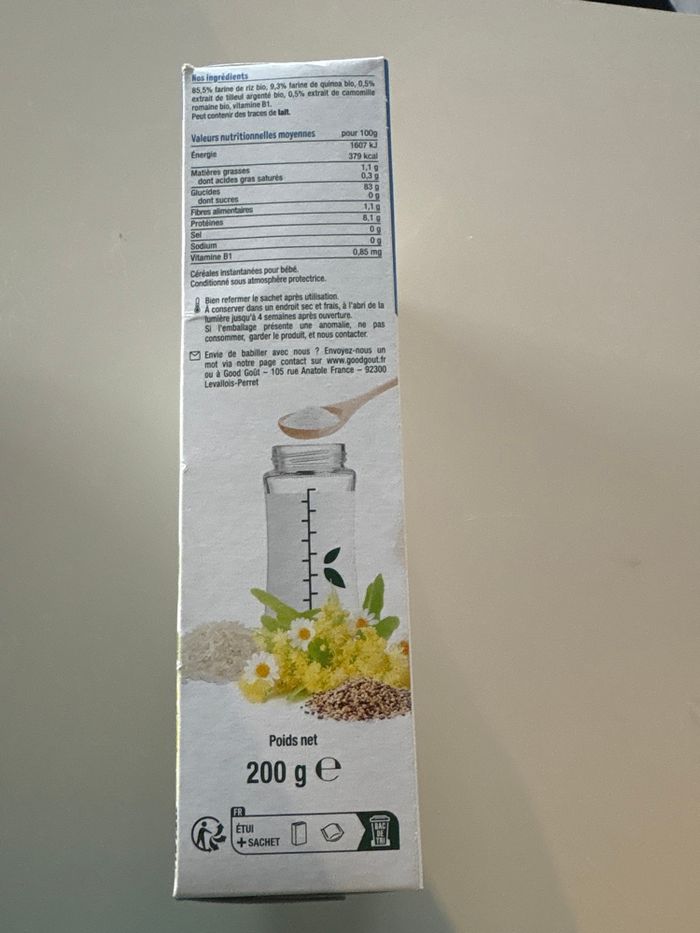 Nos ingrédients
85,5% farine de riz bio, 9,3% farine de quinoa bio, 0,5%
extrait de tilleul argenté bio, 0,5% extrait de camomille
romaine bio, vitamine B1.
Peut contenir des traces de lait.
Valeurs nutritionnelles moyennes pour 100g
Énergie 1607 kJ
379 kcal
Matières grasses 1,1 g
dont acides gras saturés 0,3 g
Glucides 83 g
dont sucres 0 g
Fibres alimentaires 1,1 g
Protéines 8,1 g
Sel 0 g
Sodium 0 g
Vitamine B1 0,85 mg
Céréales instantanées pour bébé.
Conditionné sous atmosphère protectrice.
Bien refermer le sachet après utilisation.
À conserver dans un endroit sec et frais, à l'abri de la
lumière jusqu'à 4 semaines après ouverture.
Si l'emballage présente une anomalie, ne pas
consommer, garder le produit, et nous contacter.
Envie de babiller avec nous ? Envoyez-nous un
mot via notre page contact sur www.goodgout.fr
ou à Good Goût – 105 rue Anatole France – 92300
Levallois-Perret
Poids net
200 g e
FR
ÉTUI
+ SACHET
BAC
DE
TRI